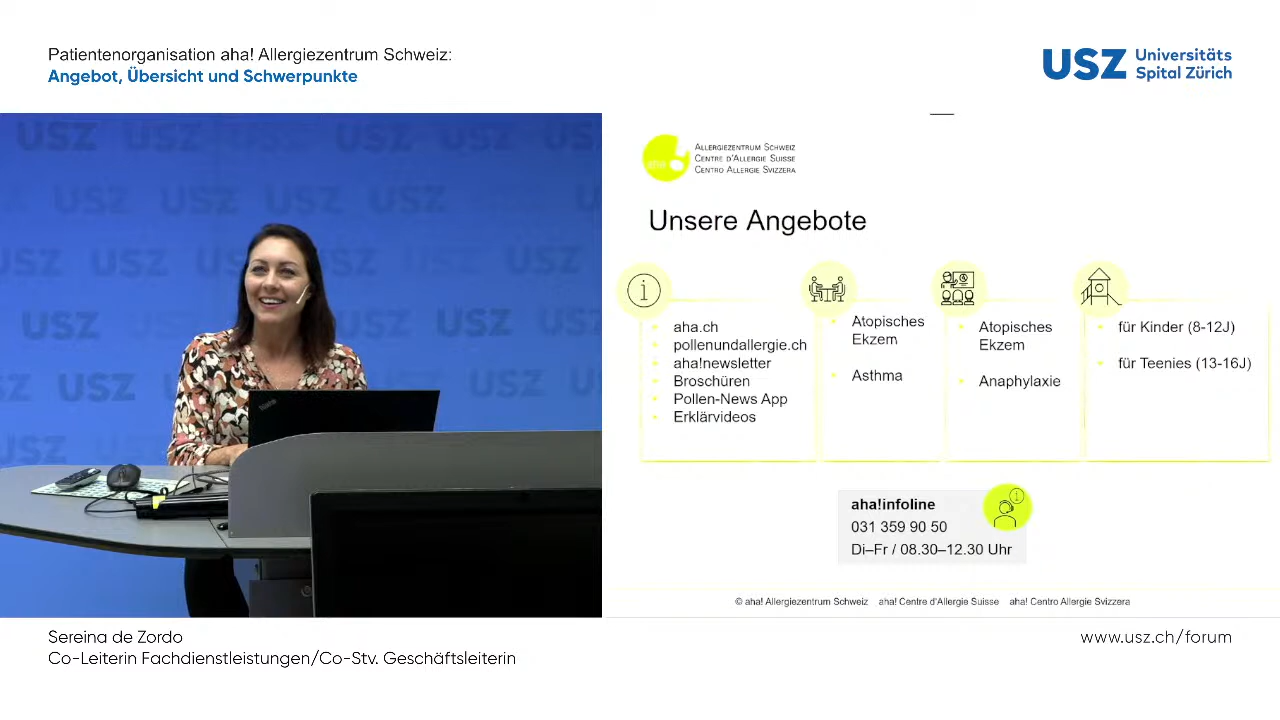 Patientenorganisation aha! Allergiezentrum Schweiz:
Angebot, Übersicht und Schwerpunkte
USZ Universitäts
Spital Zürich
aha!
Allergiezentrum Schweiz
Centre d'Allergie Suisse
Centro Allergie Svizzera
Unsere Angebote
aha.ch
pollenundallergie.ch
aha!newsletter
Broschüren
Pollen-News App
Erklärvideos
Atopisches
Ekzem
Asthma
Atopisches
Ekzem
Anaphylaxie
für Kinder (8-12J)
für Teenies (13-16J)
aha!infoline
031 359 90 50
Di–Fr / 08.30–12.30 Uhr
© aha! Allergiezentrum Schweiz aha! Centre d'Allergie Suisse aha! Centro Allergie Svizzera
Sereina de Zordo
Co-Leiterin Fachdienstleistungen/Co-Stv. Geschäftsleiterin
www.usz.ch/forum